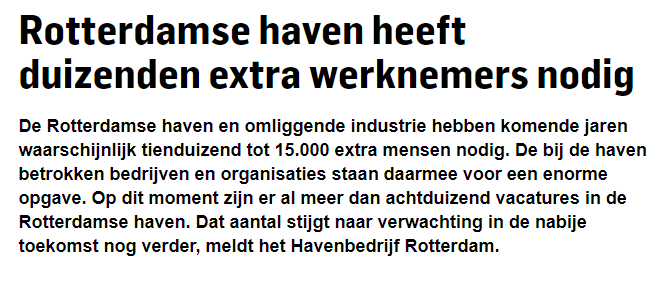 Rotterdamse haven heeft
duizenden extra werknemers nodig
De Rotterdamse haven en omliggende industrie hebben komende jaren
waarschijnlijk tienduizend tot 15.000 extra mensen nodig. De bij de haven
betrokken bedrijven en organisaties staan daarmee voor een enorme
opgave. Op dit moment zijn er al meer dan achtduizend vacatures in de
Rotterdamse haven. Dat aantal stijgt naar verwachting in de nabije
toekomst nog verder, meldt het Havenbedrijf Rotterdam.